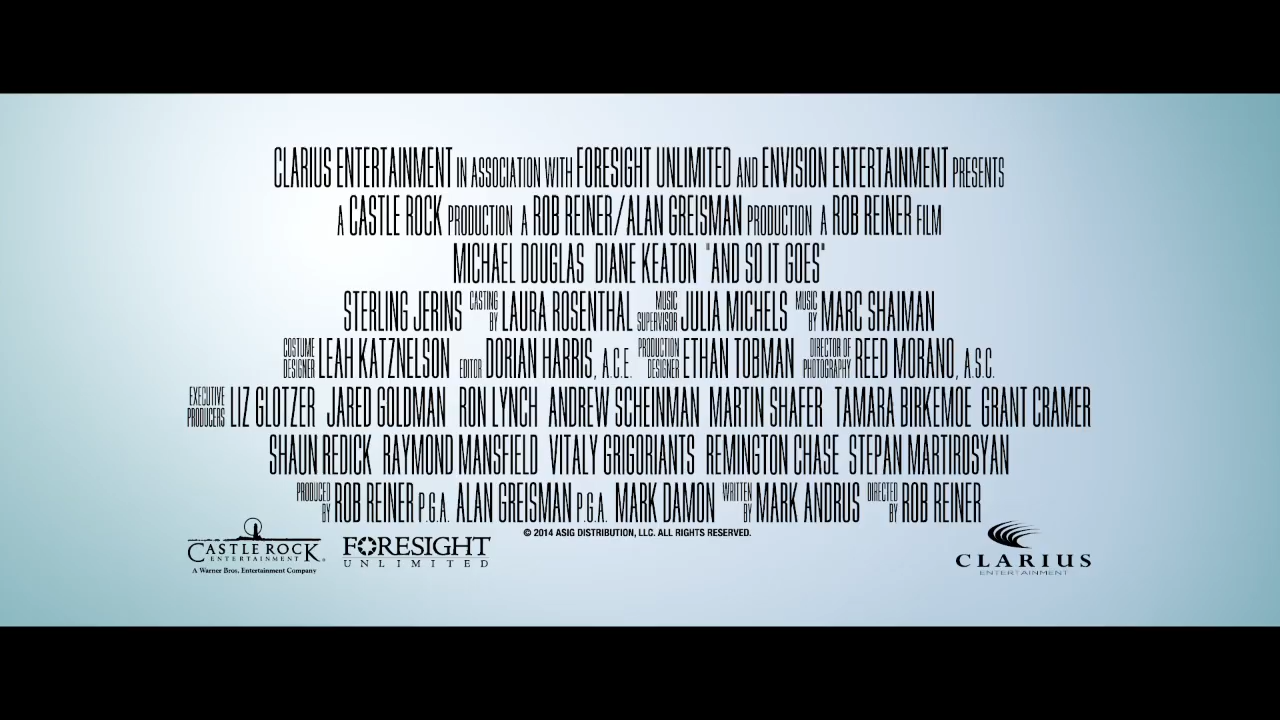 CLARIUS ENTERTAINMENT IN ASSOCIATION WITH FORESIGHT UNLIMITED AND ENVISION ENTERTAINMENT PRESENTS
A CASTLE ROCK PRODUCTION A ROB REINER/ALAN GREISMAN PRODUCTION A ROB REINER FILM
MICHAEL DOUGLAS DIANE KEATON "AND SO IT GOES"
STERLING JERINS CASTING BY LAURA ROSENTHAL MUSIC SUPERVISOR JULIA MICHELS MUSIC BY MARC SHAIMAN
COSTUME DESIGNER LEAH KATZNELSON EDITOR DORIAN HARRIS, A.C.E. PRODUCTION DESIGNER ETHAN TOBMAN DIRECTOR OF PHOTOGRAPHY REED MORANO, A.S.C.
EXECUTIVE PRODUCERS LIZ GLOTZER JARED GOLDMAN RON LYNCH ANDREW SCHEINMAN MARTIN SHAFER TAMARA BIRKEMOE GRANT CRAMER
SHAUN REDICK RAYMOND MANSFIELD VITALY GRIGORIANTS REMINGTON CHASE STEPAN MARTIROSYAN
PRODUCED BY ROB REINER P.G.A. ALAN GREISMAN P.G.A. MARK DAMON WRITTEN BY MARK ANDRUS DIRECTED BY ROB REINER
© 2014 ASIG DISTRIBUTION, LLC. ALL RIGHTS RESERVED.
CASTLE ROCK
ENTERTAINMENT
A Warner Bros. Entertainment Company
FORESIGHT
UNLIMITED
CLARIUS
ENTERTAINMENT